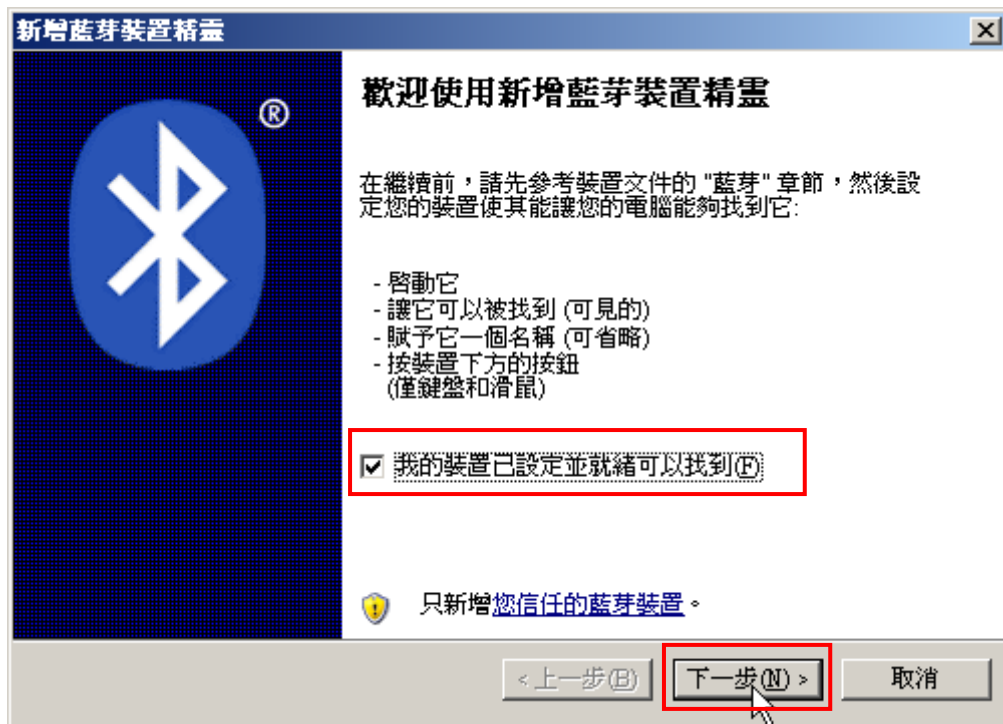 新增藍芽裝置精靈
®
歡迎使用新增藍芽裝置精靈
在繼續前，請先參考裝置文件的 "藍芽" 章節，然後設
定您的裝置使其能讓您的電腦能夠找到它:
- 啓動它
- 讓它可以被找到 (可見的)
- 賦予它一個名稱 (可省略)
- 按裝置下方的按鈕
(僅鍵盤和滑鼠)
我的裝置已設定並就緒可以找到(F)
只新增您信任的藍芽裝置。
< 上一步(B)
下一步(N) >
取消